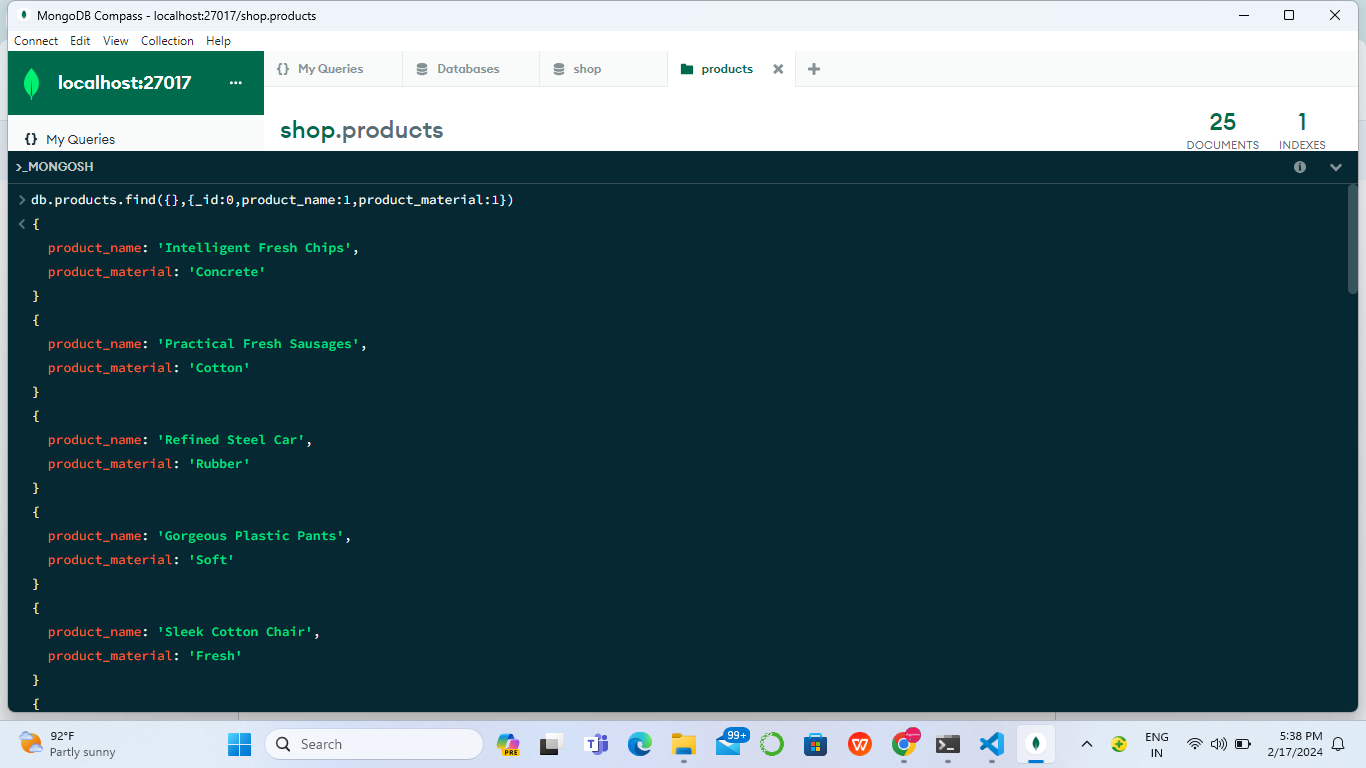 MongoDB Compass - localhost:27017/shop.products
Connect Edit View Collection Help
localhost:27017 ...
{} My Queries Databases shop products
{} My Queries
shop.products
25 1
DOCUMENTS INDEXES
>_MONGOSH
> db.products.find({},{_id:0,product_name:1,product_material:1})
< {
product_name: 'Intelligent Fresh Chips',
product_material: 'Concrete'
}
{
product_name: 'Practical Fresh Sausages',
product_material: 'Cotton'
}
{
product_name: 'Refined Steel Car',
product_material: 'Rubber'
}
{
product_name: 'Gorgeous Plastic Pants',
product_material: 'Soft'
}
{
product_name: 'Sleek Cotton Chair',
product_material: 'Fresh'
}
{
92°F
Partly sunny
Search
PRE
99+
ENG
IN
5:38 PM
2/17/2024